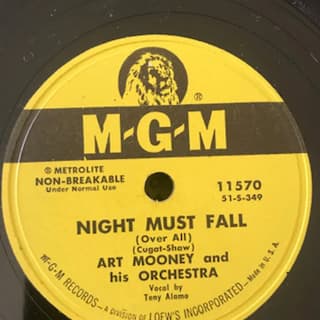 ®
M-G-M
® METROLITE
NON-BREAKABLE
Under Normal Use
11570
51-S-349
NIGHT MUST FALL
(Over All)
(Cugat-Shaw)
ART MOONEY and
his ORCHESTRA
Vocal by
Tony Alamo
M-G-M RECORDS—A DIVISION OF LOEW'S INCORPORATED—Made in U.S.A.